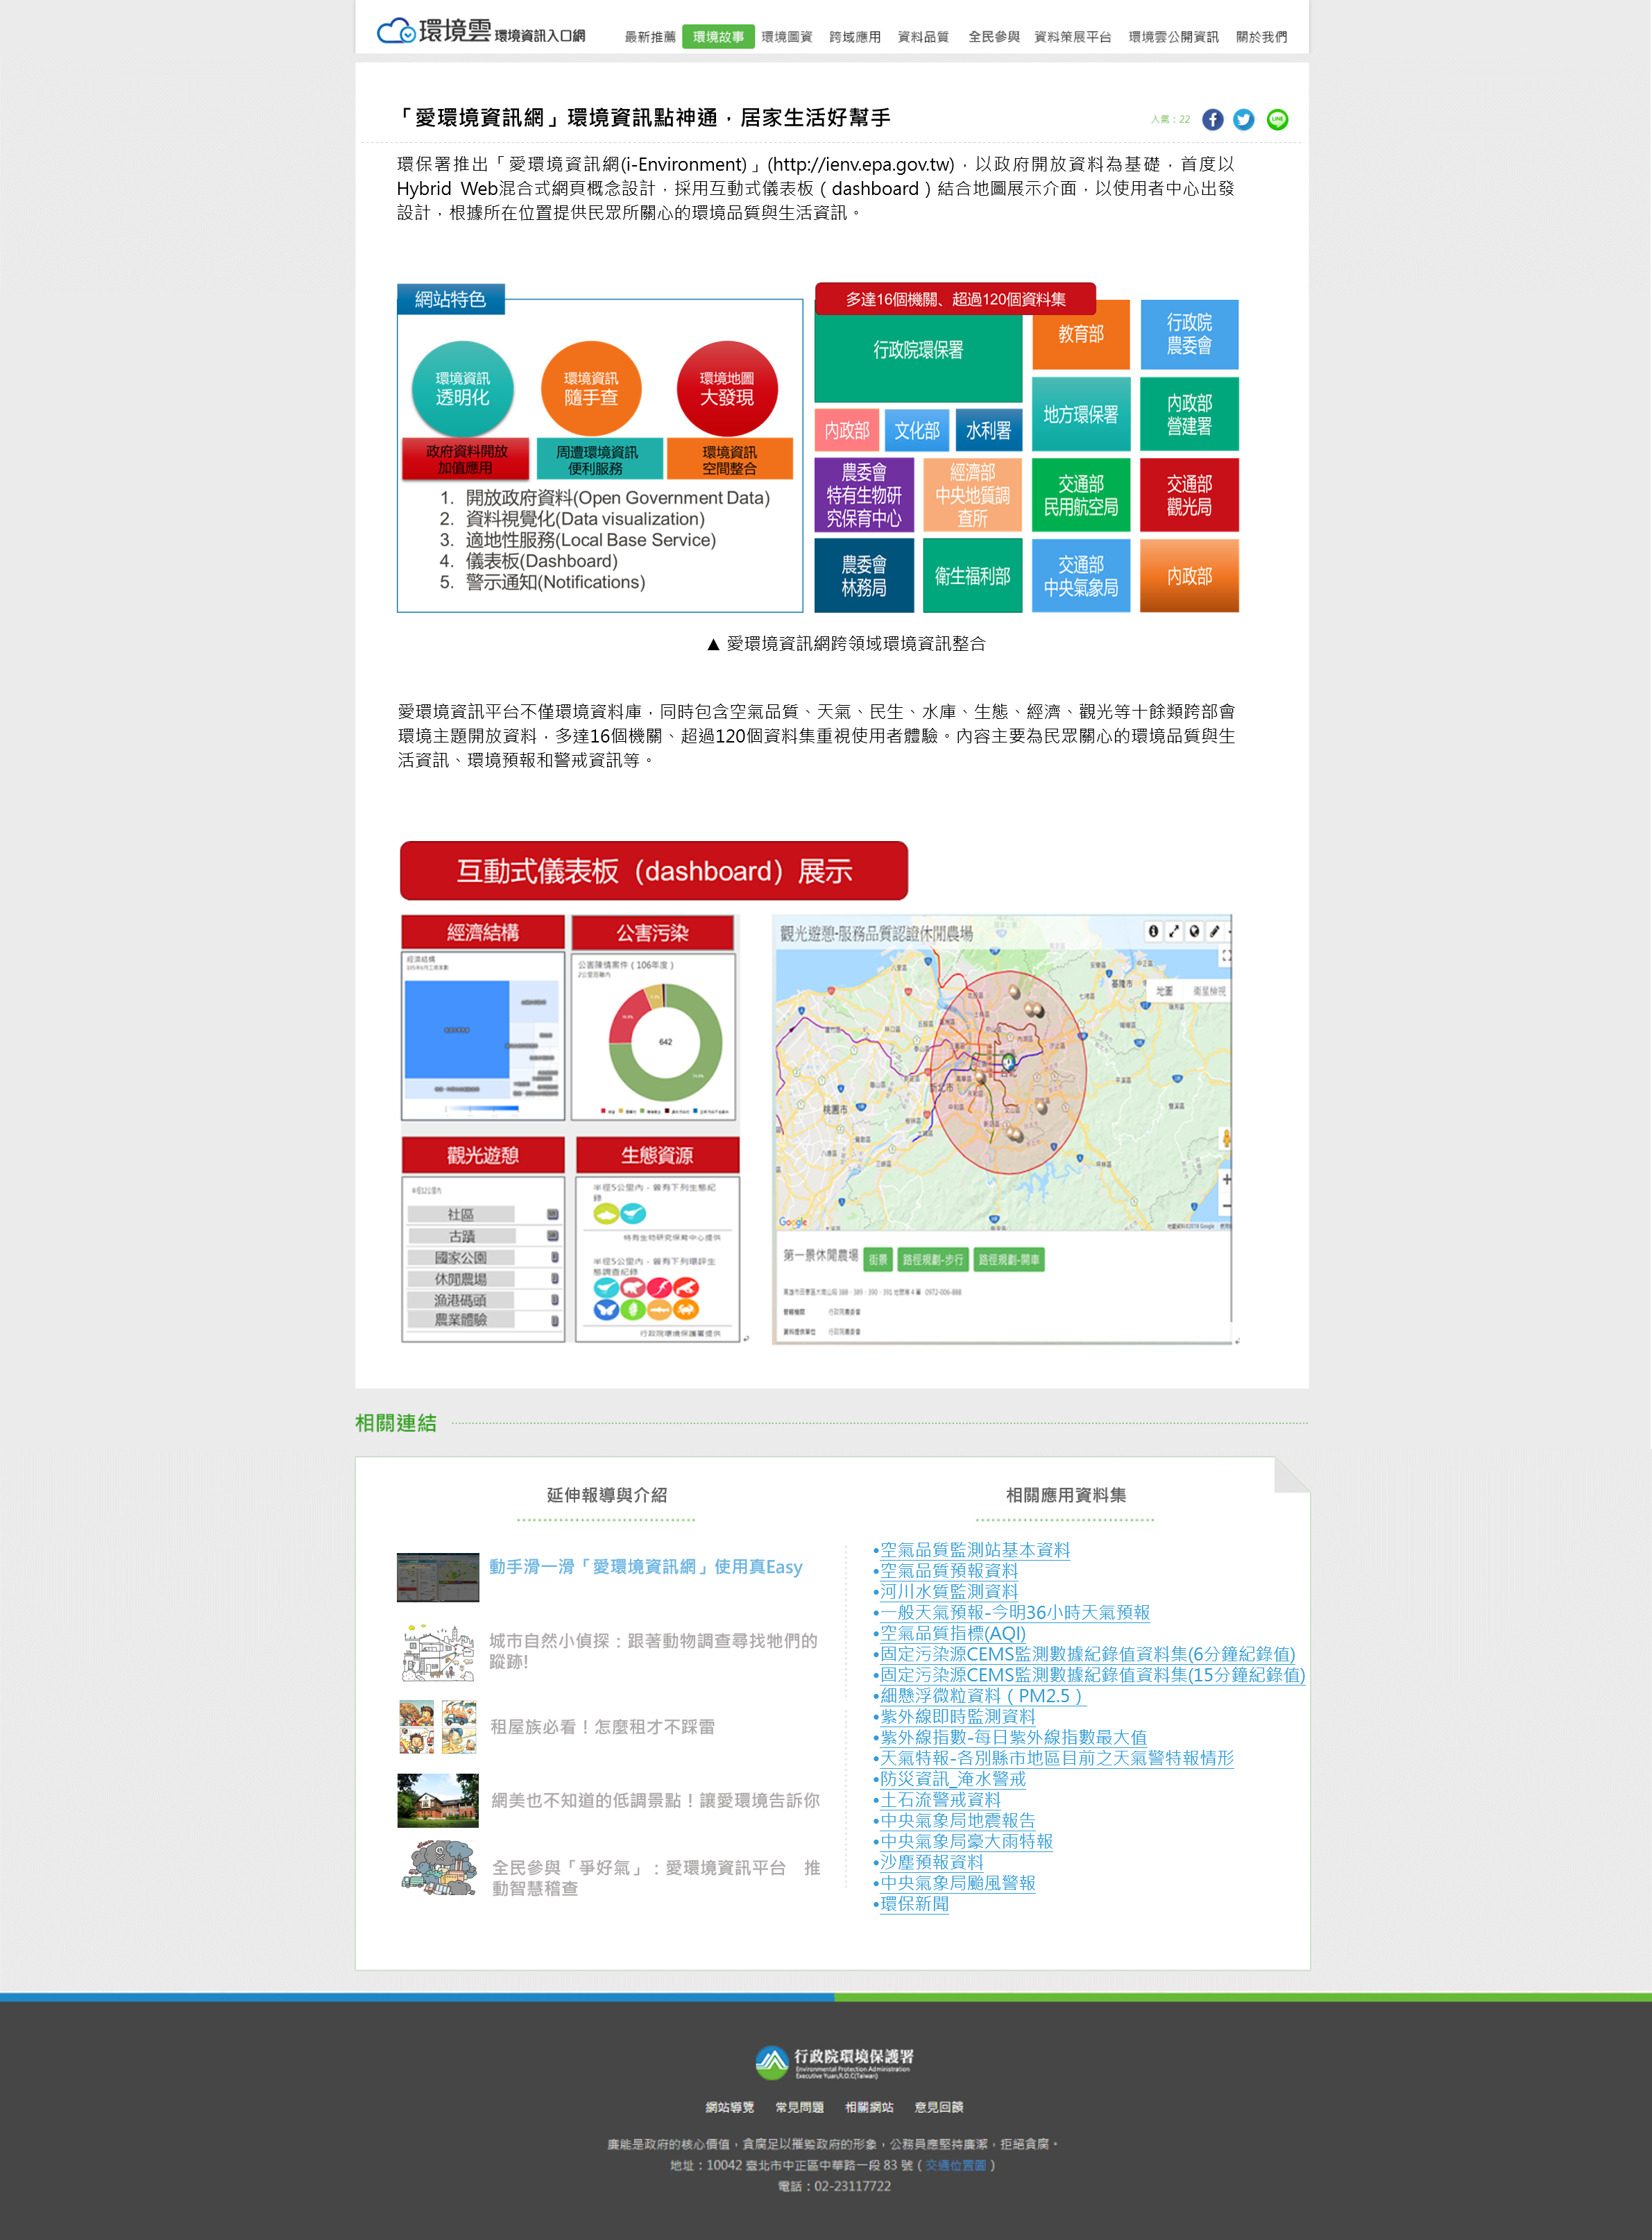 環境雲 環境資訊入口網
最新推薦 環境故事 環境圖資 跨域應用 資料品質 全民參與 資料策展平台 環境雲公開資訊 關於我們
「愛環境資訊網」環境資訊點神通，居家生活好幫手
人氣：22
環保署推出「愛環境資訊網(i-Environment)」(http://ienv.epa.gov.tw)，以政府開放資料為基礎，首度以
Hybrid Web混合式網頁概念設計，採用互動式儀表板（dashboard）結合地圖展示介面，以使用者中心出發
設計，根據所在位置提供民眾所關心的環境品質與生活資訊。
網站特色
環境資訊
透明化
環境資訊
隨手查
環境地圖
大發現
政府資料開放
加值應用
周遭環境資訊
便利服務
環境資訊
空間整合
1. 開放政府資料(Open Government Data)
2. 資料視覺化(Data visualization)
3. 適地性服務(Local Base Service)
4. 儀表板(Dashboard)
5. 警示通知(Notifications)
多達16個機關、超過120個資料集
行政院環保署
教育部
行政院
農委會
地方環保署
內政部
營建署
內政部
文化部
水利署
農委會
特有生物研
究保育中心
經濟部
中央地質調
查所
交通部
民用航空局
交通部
觀光局
農委會
林務局
衛生福利部
交通部
中央氣象局
內政部
▲ 愛環境資訊網跨領域環境資訊整合
愛環境資訊平台不僅環境資料庫，同時包含空氣品質、天氣、民生、水庫、生態、經濟、觀光等十餘類跨部會
環境主題開放資料，多達16個機關、超過120個資料集重視使用者體驗。內容主要為民眾關心的環境品質與生
活資訊、環境預報和警戒資訊等。
互動式儀表板（dashboard）展示
經濟結構
公害污染
經濟結構
公害陳情案件（106年度）
2公里距離內
642
觀光遊憩
生態資源
社區
古蹟
國家公園
休閒農場
漁港碼頭
農業體驗
半徑5公里內，曾有下列生態紀
錄
特有生物研究保育中心提供
半徑5公里內，曾有下列環評生
態調查紀錄
行政院環境保護署提供
觀光遊憩-服務品質認證休閒農場
地圖 衛星檢視
基隆市
新北市
桃園市
Google
第一景休閒農場 街景 路徑規劃-步行 路徑規劃-開車
管轄機關 行政院農委會
資料提供單位 行政院農委會
相關連結
延伸報導與介紹
動手滑一滑「愛環境資訊網」使用真Easy
城市自然小偵探：跟著動物調查尋找牠們的
蹤跡!
租屋族必看！怎麼租才不踩雷
網美也不知道的低調景點！讓愛環境告訴你
全民參與「爭好氣」：愛環境資訊平台　推
動智慧稽查
相關應用資料集
•空氣品質監測站基本資料
•空氣品質預報資料
•河川水質監測資料
•一般天氣預報-今明36小時天氣預報
•空氣品質指標(AQI)
•固定污染源CEMS監測數據紀錄值資料集(6分鐘紀錄值)
•固定污染源CEMS監測數據紀錄值資料集(15分鐘紀錄值)
•細懸浮微粒資料（PM2.5）
•紫外線即時監測資料
•紫外線指數-每日紫外線指數最大值
•天氣特報-各別縣市地區目前之天氣警特報情形
•防災資訊_淹水警戒
•土石流警戒資料
•中央氣象局地震報告
•中央氣象局豪大雨特報
•沙塵預報資料
•中央氣象局颱風警報
•環保新聞
行政院環境保護署
Environmental Protection Administration
Executive Yuan,R.O.C(Taiwan)
網站導覽 常見問題 相關網站 意見回饋
廉能是政府的核心價值，貪腐足以摧毀政府的形象，公務員應堅持廉潔，拒絕貪腐。
地址：10042 臺北市中正區中華路一段 83 號（交通位置圖）
電話：02-23117722